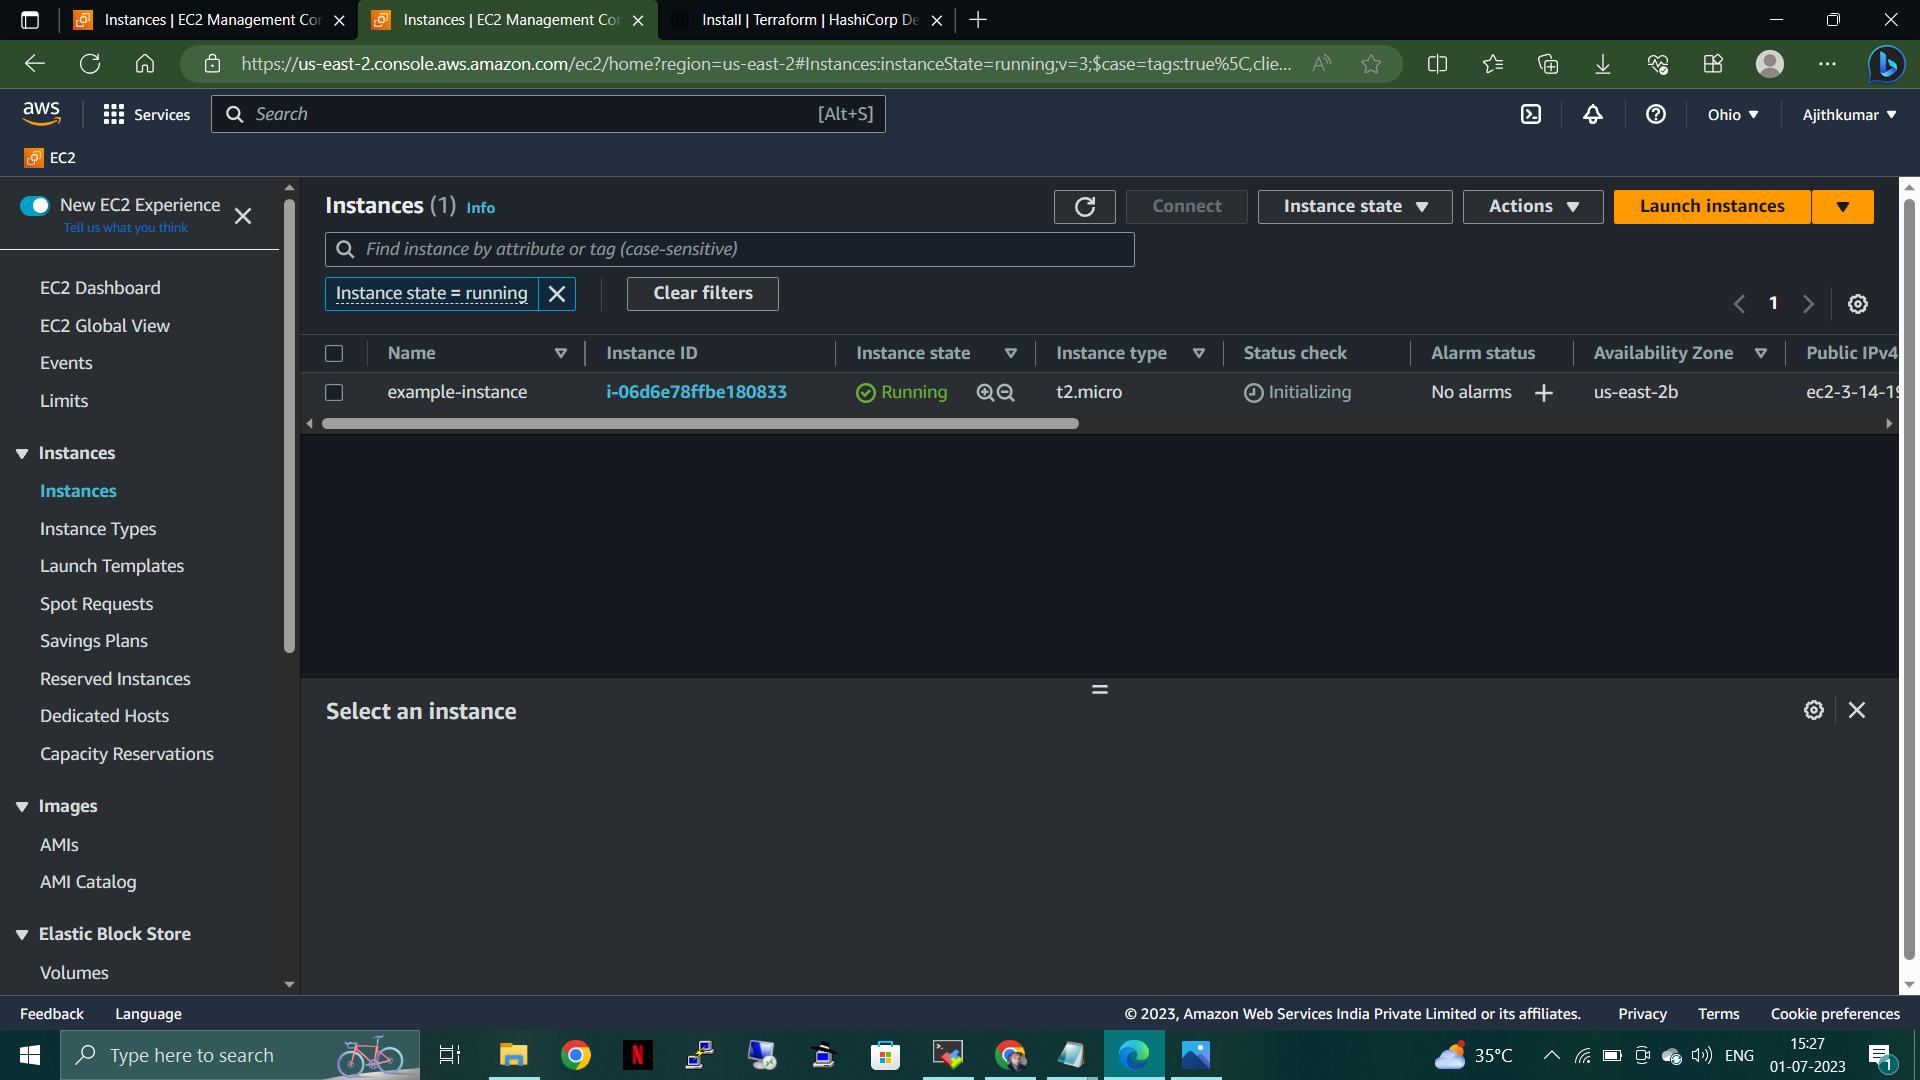 Instances | EC2 Management Co
Instances | EC2 Management Co
Install | Terraform | HashiCorp De
https://us-east-2.console.aws.amazon.com/ec2/home?region=us-east-2#Instances:instanceState=running;v=3;$case=tags:true%5C,clie...
aws
Services
Search
[Alt+S]
Ohio
Ajithkumar
EC2
New EC2 Experience
Tell us what you think
EC2 Dashboard
EC2 Global View
Events
Limits
Instances
Instances
Instance Types
Launch Templates
Spot Requests
Savings Plans
Reserved Instances
Dedicated Hosts
Capacity Reservations
Images
AMIs
AMI Catalog
Elastic Block Store
Volumes
Instances (1) Info
Connect
Instance state
Actions
Launch instances
Find instance by attribute or tag (case-sensitive)
Instance state = running
Clear filters
1
Name Instance ID Instance state Instance type Status check Alarm status Availability Zone Public IPv4
example-instance i-06d6e78ffbe180833 Running t2.micro Initializing No alarms us-east-2b ec2-3-14-19
Select an instance
Feedback Language
© 2023, Amazon Web Services India Private Limited or its affiliates. Privacy Terms Cookie preferences
Type here to search
35°C
ENG
15:27
01-07-2023
1